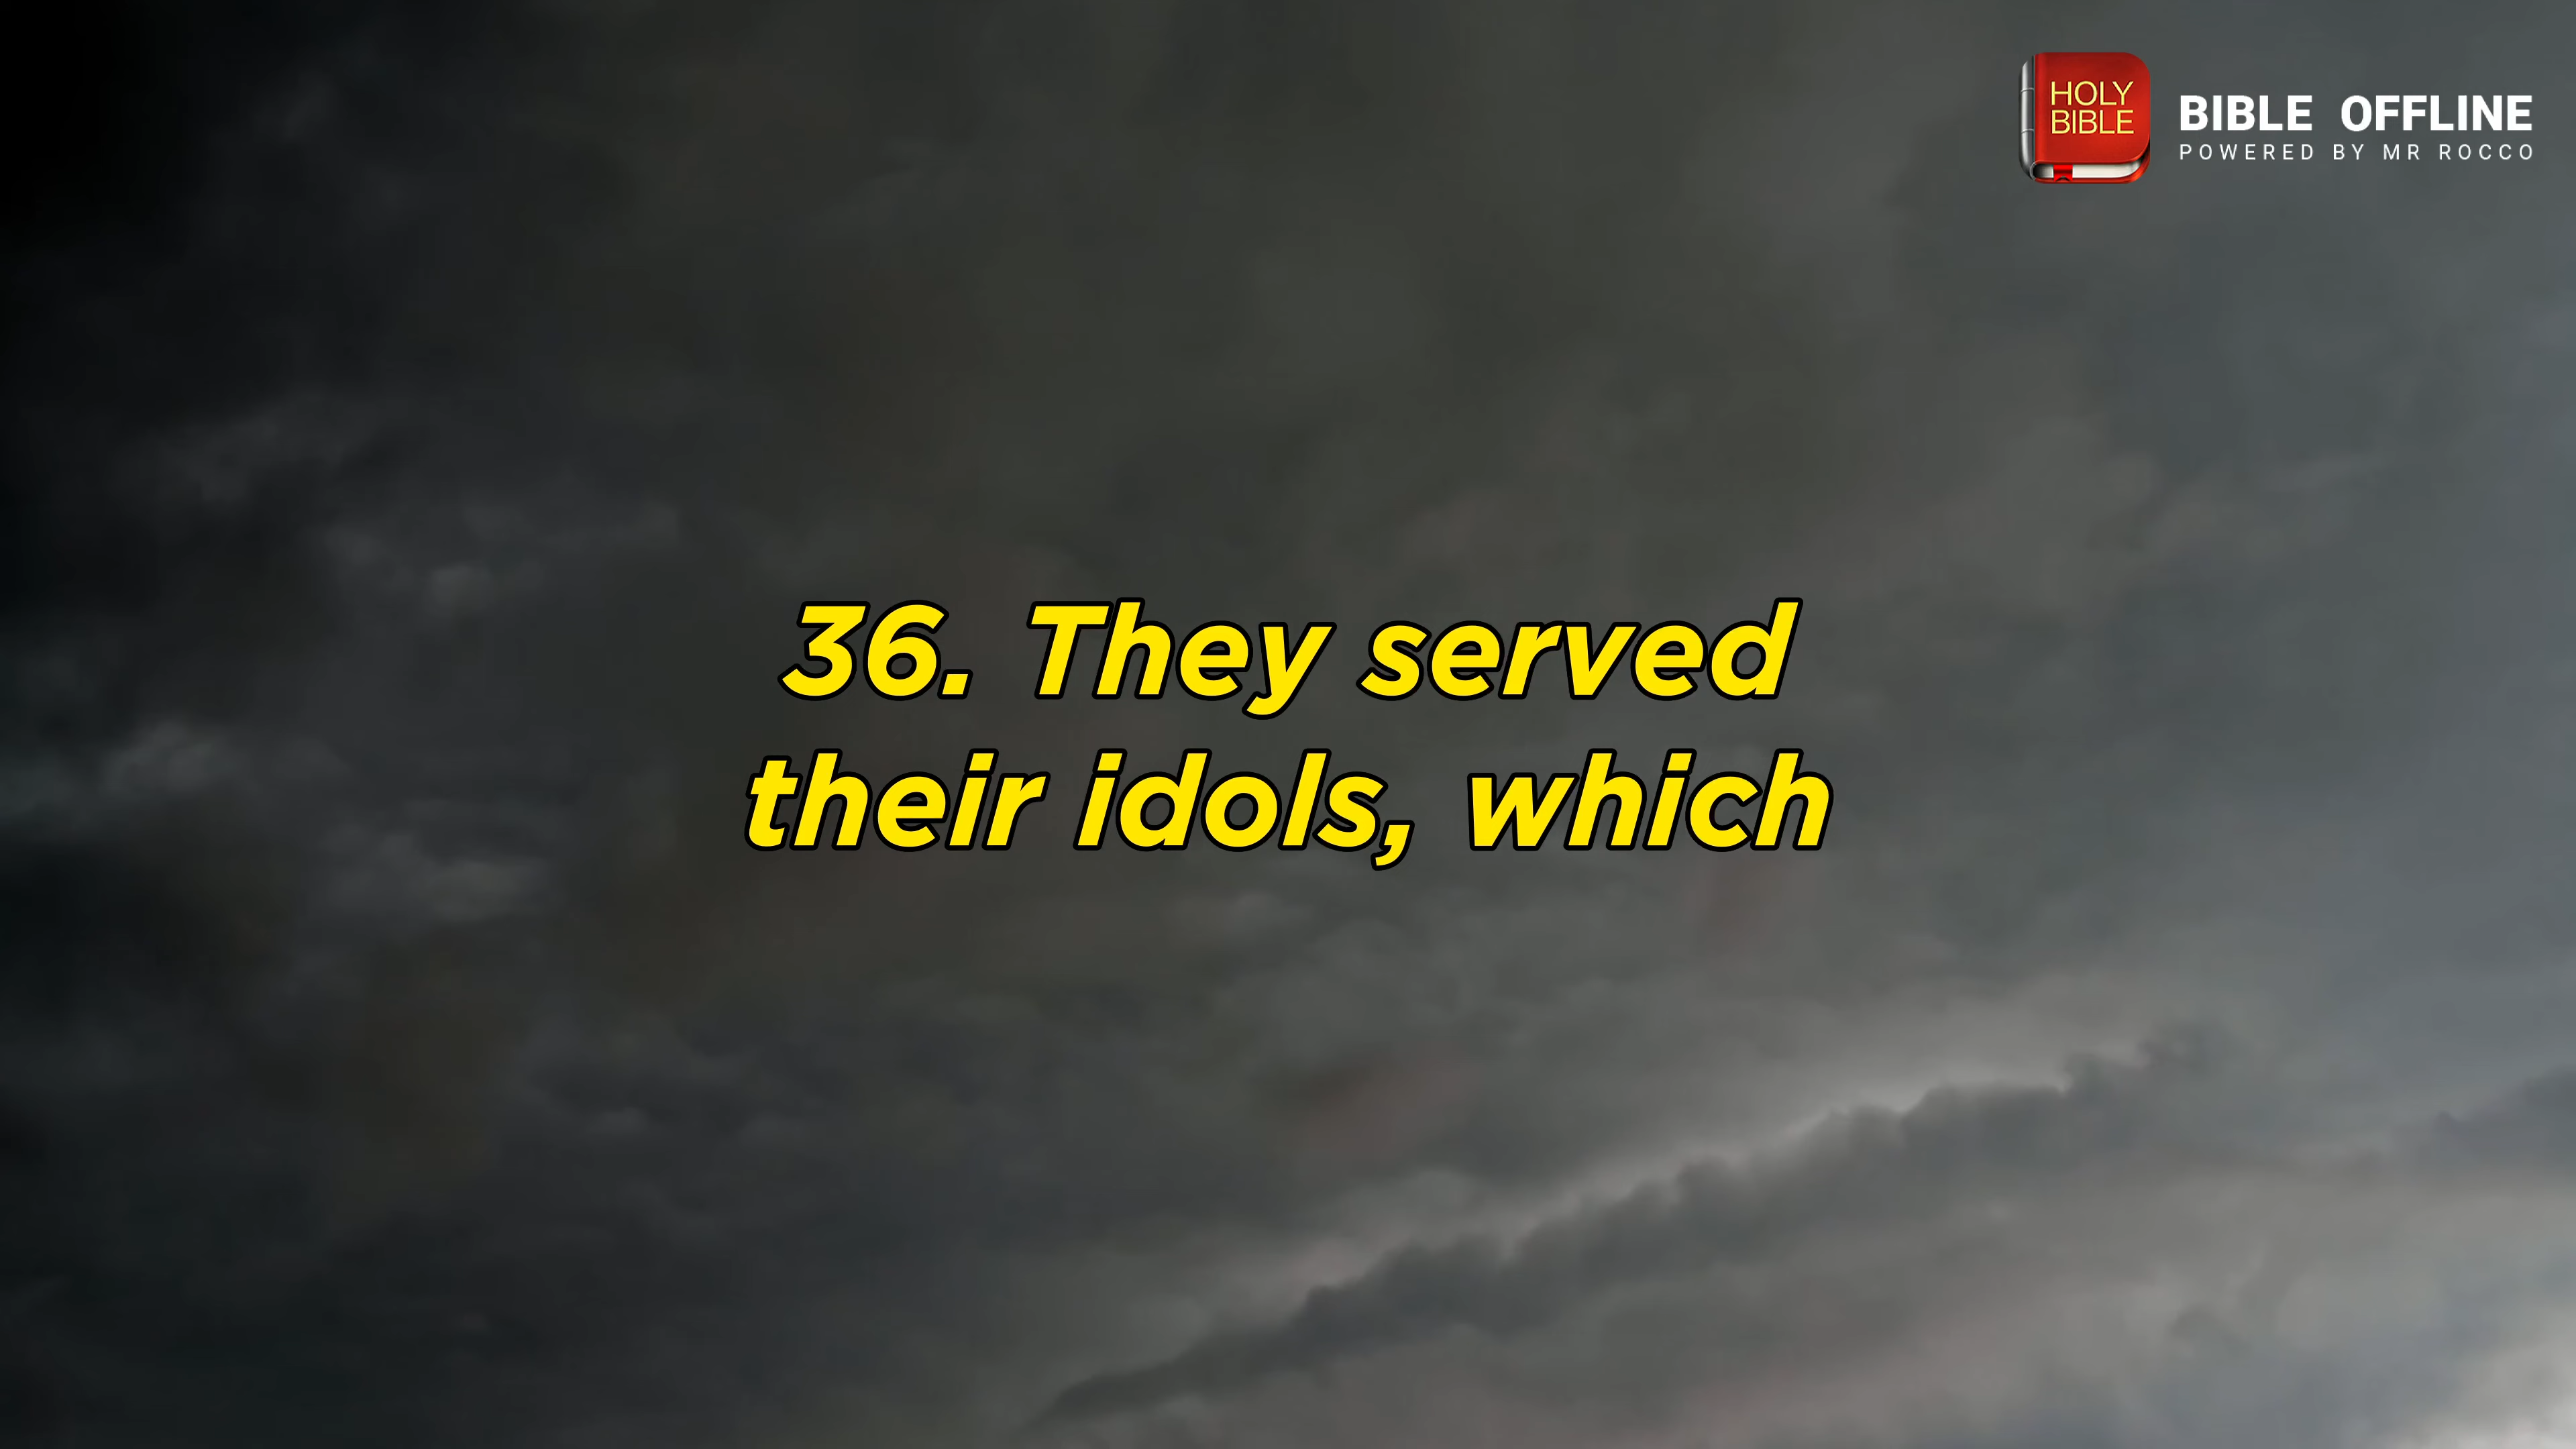 HOLY
BIBLE
BIBLE OFFLINE
POWERED BY MR ROCCO
36. They served
their idols, which